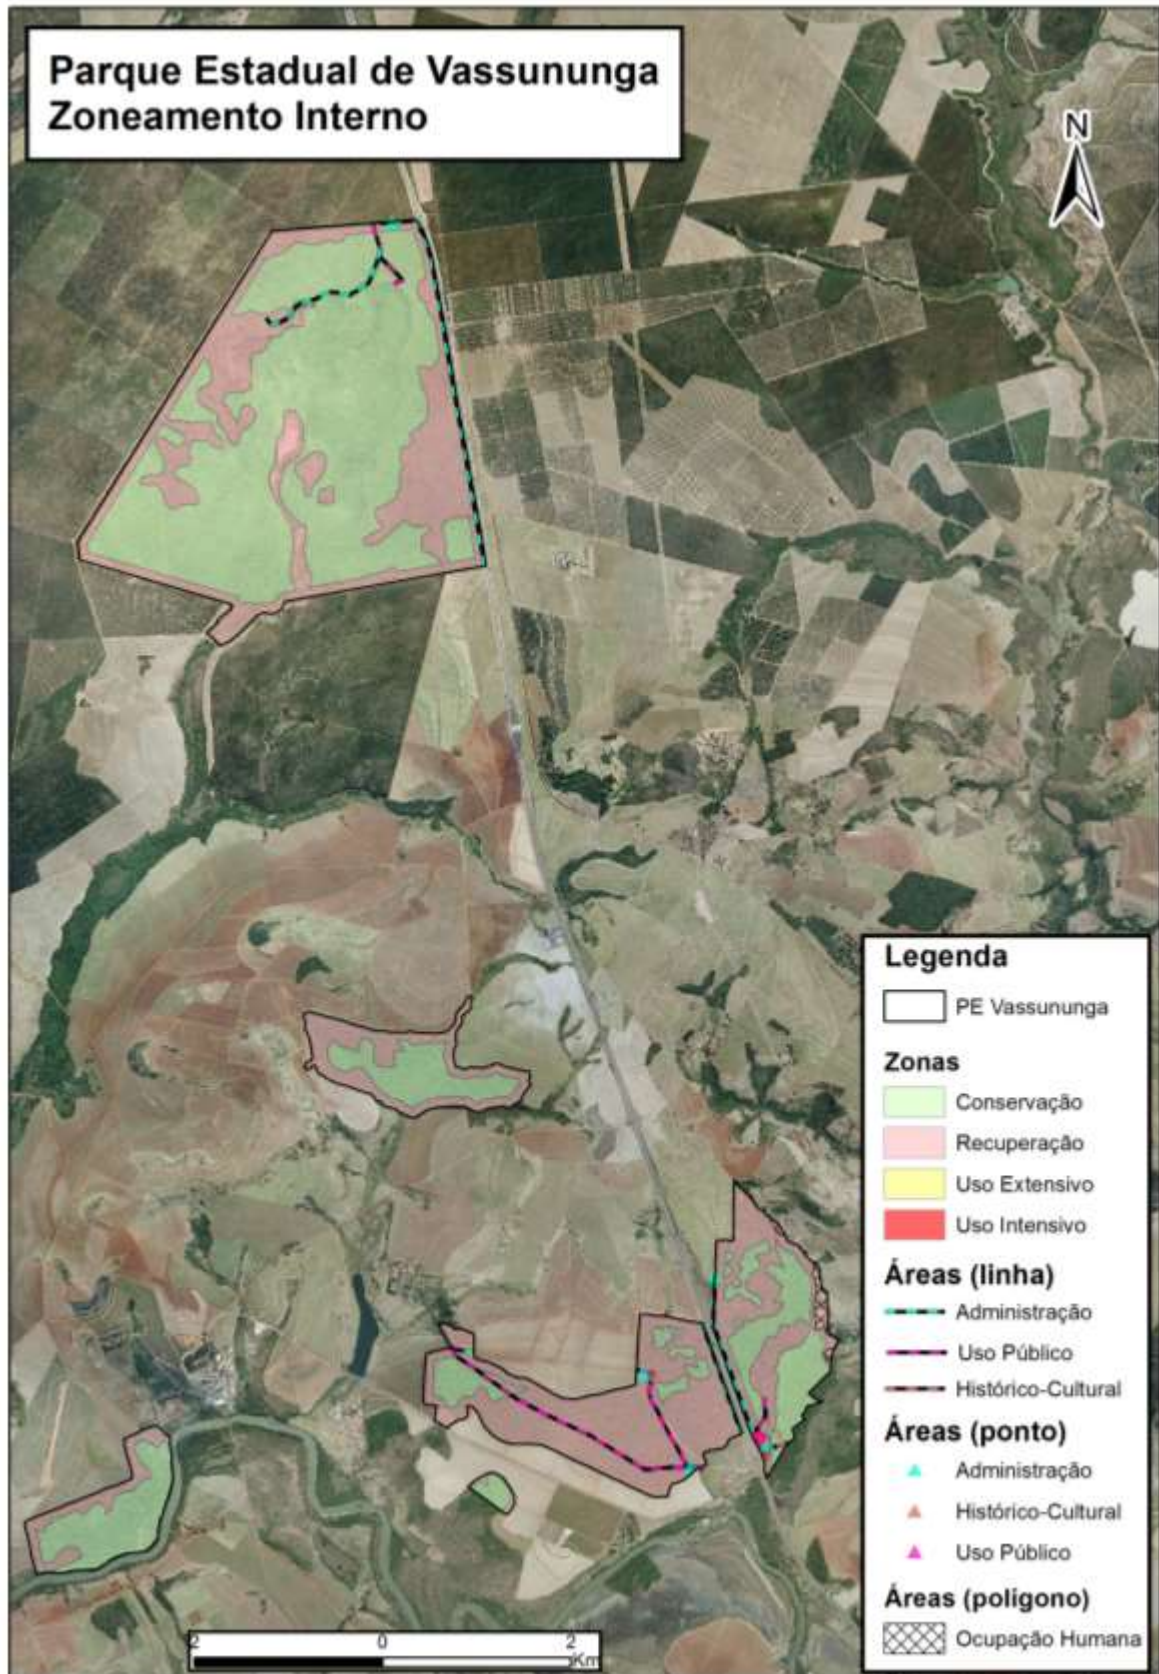 Parque Estadual de Vassununga
Zoneamento Interno
N
Legenda
PE Vassununga
Zonas
Conservação
Recuperação
Uso Extensivo
Uso Intensivo
Áreas (linha)
Administração
Uso Público
Histórico-Cultural
Áreas (ponto)
Administração
Histórico-Cultural
Uso Público
Áreas (poligono)
Ocupação Humana
2 0 2
Km